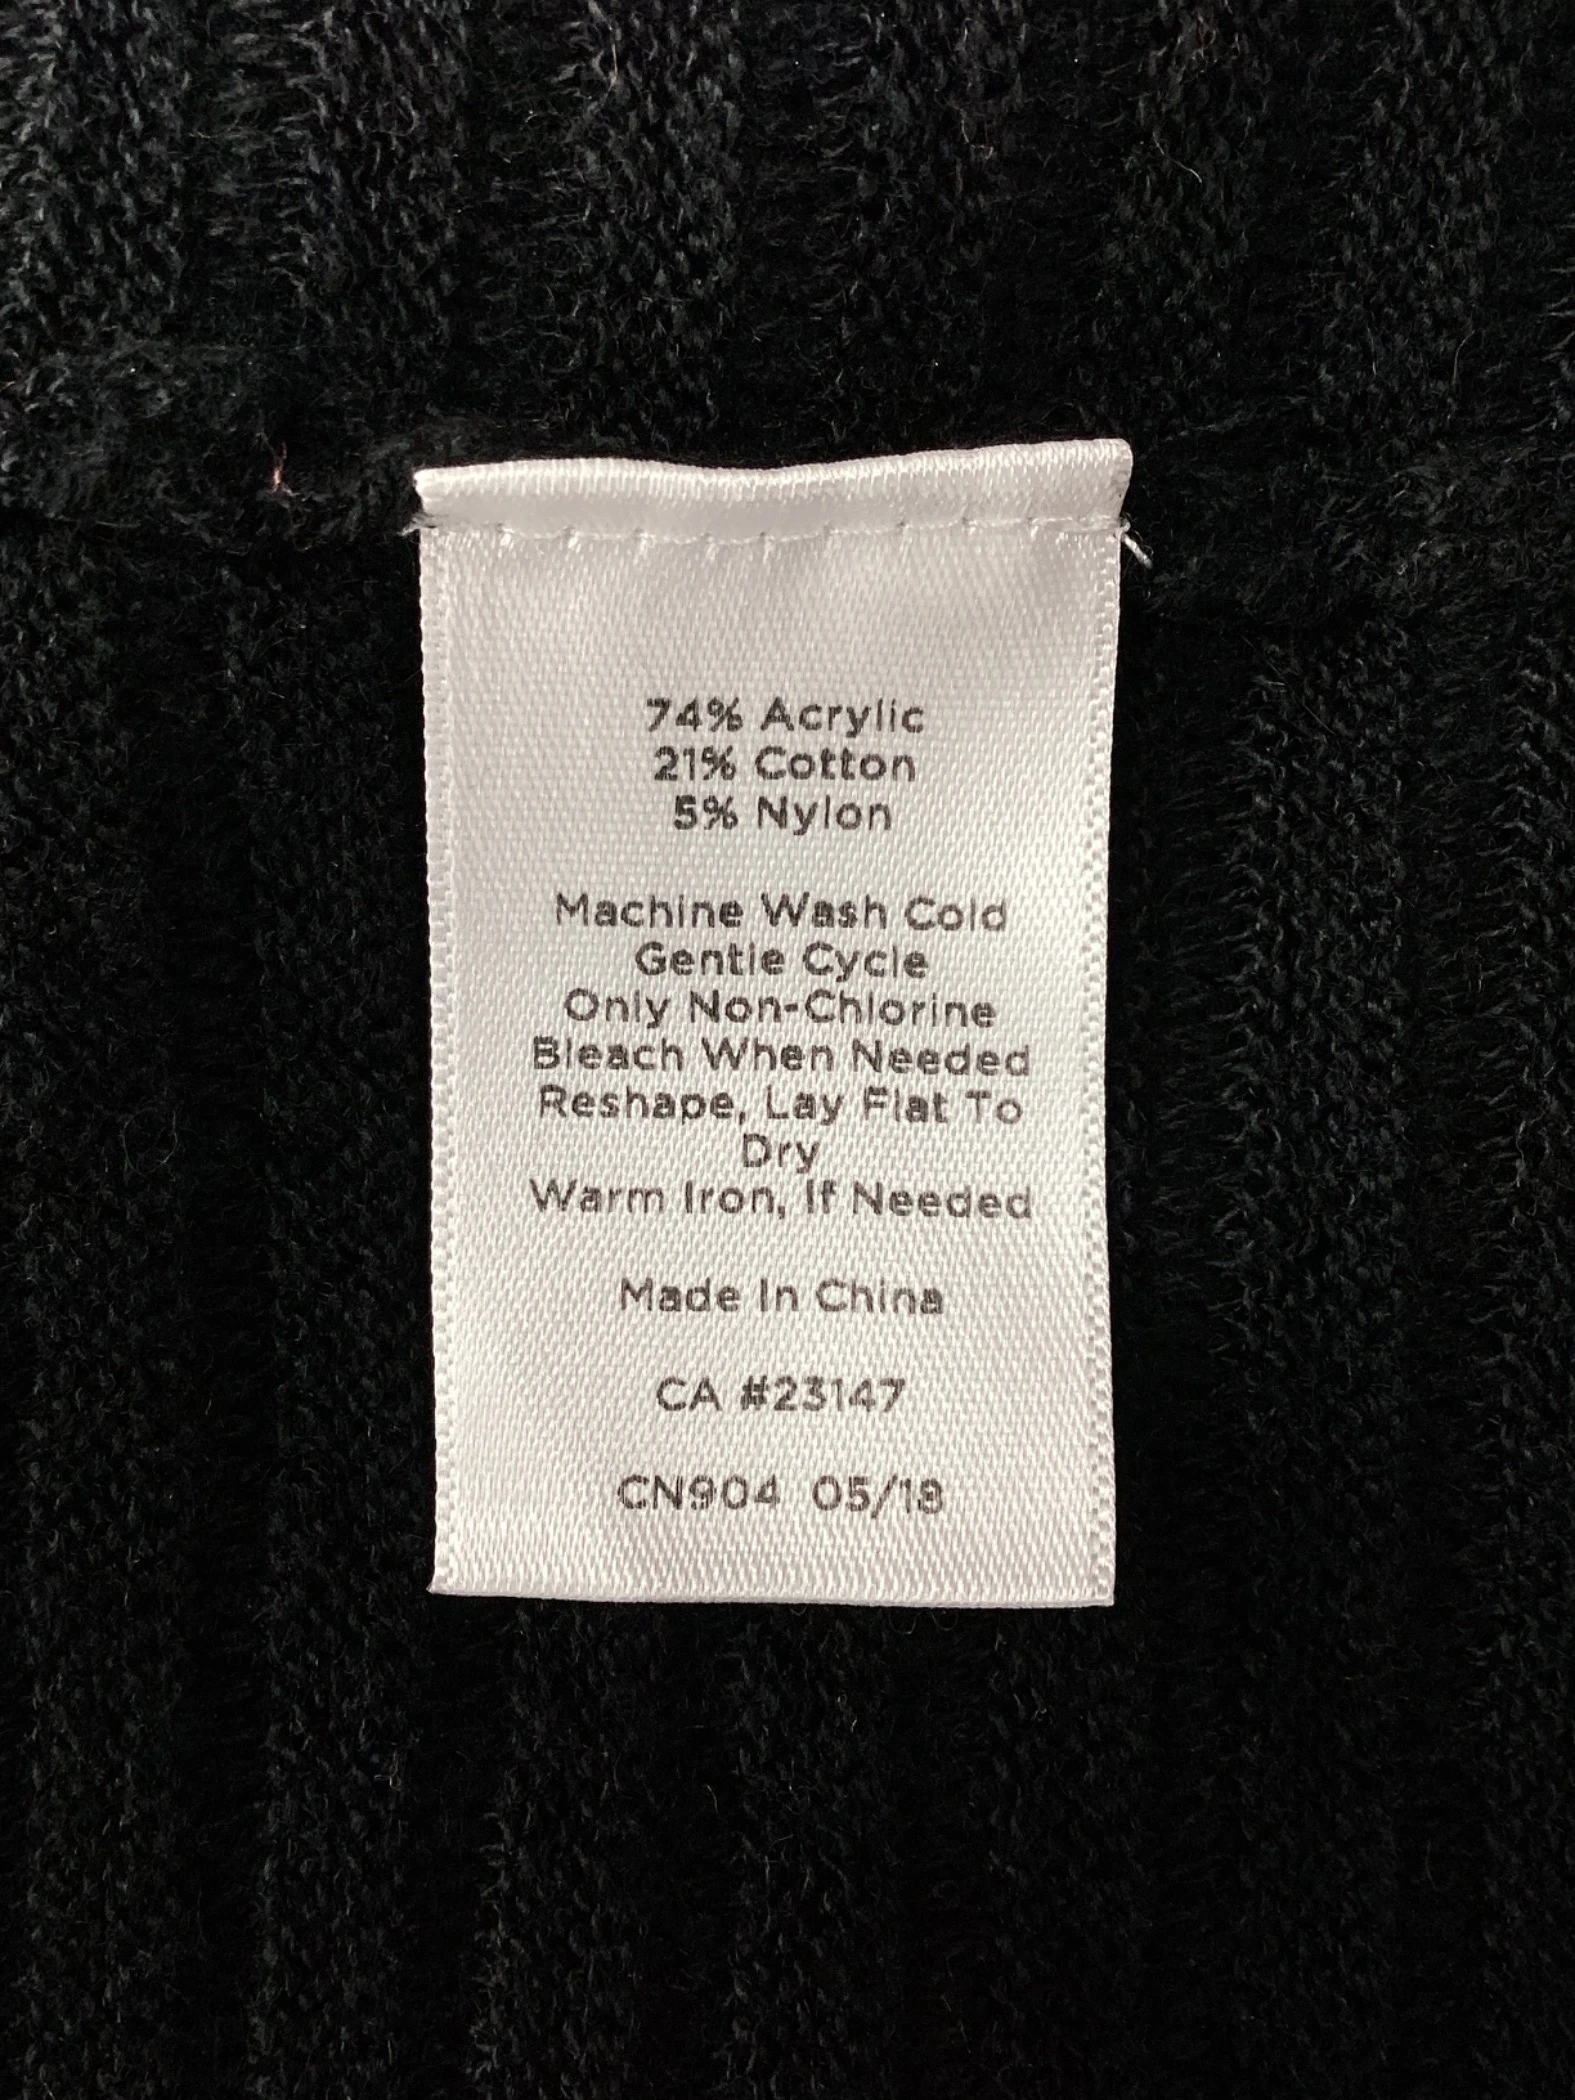 74% Acrylic
21% Cotton
5% Nylon
Machine Wash Cold
Gentle Cycle
Only Non-Chlorine
Bleach When Needed
Reshape, Lay Flat To
Dry
Warm Iron, If Needed
Made In China
CA #23147
CN904 05/18